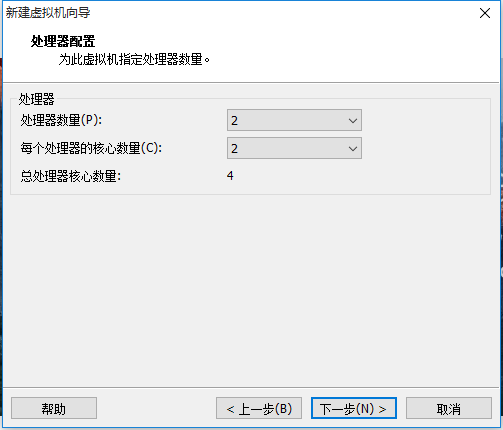 新建虚拟机向导
处理器配置
为此虚拟机指定处理器数量。
处理器
处理器数量(P): 2
每个处理器的核心数量(C): 2
总处理器核心数量: 4
帮助 < 上一步(B) 下一步(N) > 取消